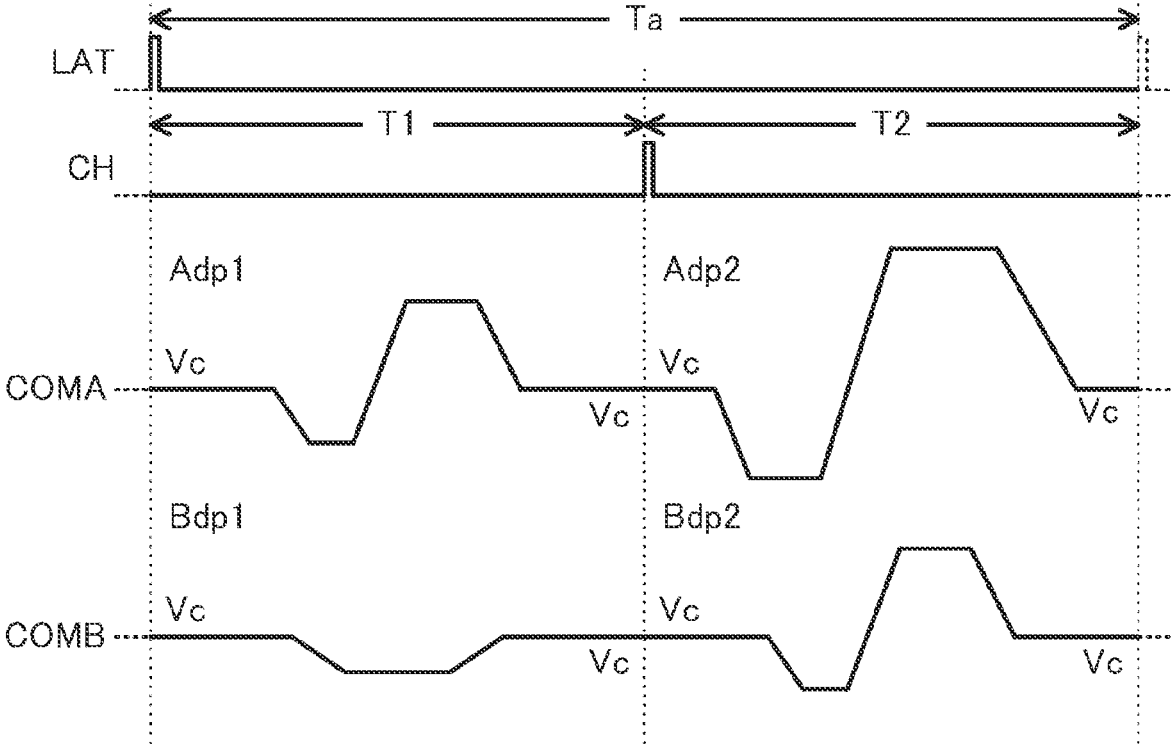 Ta
LAT
T1 T2
CH
Adp1 Adp2
Vc Vc
COMA
Vc Vc
Bdp1 Bdp2
Vc Vc
COMB
Vc Vc